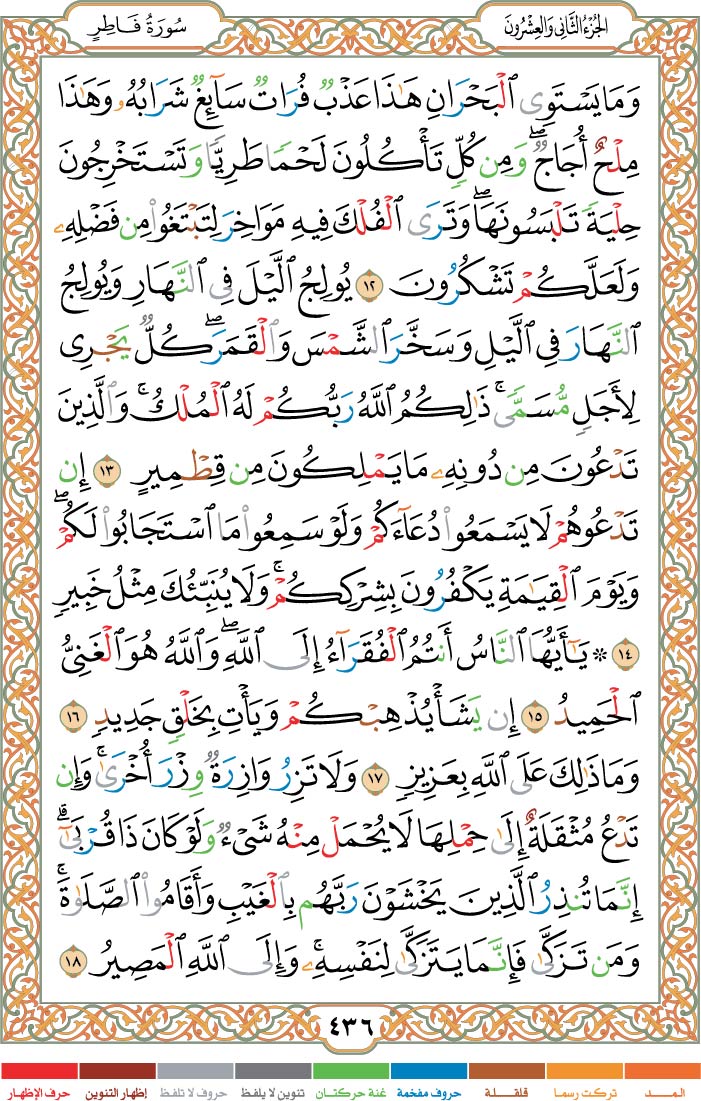 الجُزْءُ الثَّانِي وَالعِشْرُونَ
سُورَةُ فَاطِرٍ
وَمَا يَسْتَوِي ٱلْبَحْرَانِ هَٰذَا عَذْبٌ فُرَاتٌ سَآئِغٌ شَرَابُهُۥ وَهَٰذَا
مِلْحٌ أُجَاجٌ ۖ وَمِن كُلٍّ تَأْكُلُونَ لَحْمًا طَرِيًّا وَتَسْتَخْرِجُونَ
حِلْيَةً تَلْبَسُونَهَا ۖ وَتَرَى ٱلْفُلْكَ فِيهِ مَوَاخِرَ لِتَبْتَغُوا۟ مِن فَضْلِهِۦ
وَلَعَلَّكُمْ تَشْكُرُونَ ١٢ يُولِجُ ٱلَّيْلَ فِي ٱلنَّهَارِ وَيُولِجُ
ٱلنَّهَارَ فِي ٱلَّيْلِ وَسَخَّرَ ٱلشَّمْسَ وَٱلْقَمَرَ ۖ كُلٌّ يَجْرِي
لِأَجَلٍ مُّسَمًّى ۚ ذَٰلِكُمُ ٱللَّهُ رَبُّكُمْ لَهُ ٱلْمُلْكُ ۚ وَٱلَّذِينَ
تَدْعُونَ مِن دُونِهِۦ مَا يَمْلِكُونَ مِن قِطْمِيرٍ ١٣ إِن
تَدْعُوهُمْ لَا يَسْمَعُوا۟ دُعَآءَكُمْ وَلَوْ سَمِعُوا۟ مَا ٱسْتَجَابُوا۟ لَكُمْ ۖ
وَيَوْمَ ٱلْقِيَٰمَةِ يَكْفُرُونَ بِشِرْكِكُمْ ۚ وَلَا يُنَبِّئُكَ مِثْلُ خَبِيرٍ
١٤ ۞ يَٰٓأَيُّهَا ٱلنَّاسُ أَنتُمُ ٱلْفُقَرَآءُ إِلَى ٱللَّهِ ۖ وَٱللَّهُ هُوَ ٱلْغَنِيُّ
ٱلْحَمِيدُ ١٥ إِن يَشَأْ يُذْهِبْكُمْ وَيَأْتِ بِخَلْقٍ جَدِيدٍ ١٦
وَمَا ذَٰلِكَ عَلَى ٱللَّهِ بِعَزِيزٍ ١٧ وَلَا تَزِرُ وَازِرَةٌ وِزْرَ أُخْرَىٰ ۚ وَإِن
تَدْعُ مُثْقَلَةٌ إِلَىٰ حِمْلِهَا لَا يُحْمَلْ مِنْهُ شَيْءٌ وَلَوْ كَانَ ذَا قُرْبَىٰٓ ۗ
إِنَّمَا تُنذِرُ ٱلَّذِينَ يَخْشَوْنَ رَبَّهُم بِٱلْغَيْبِ وَأَقَامُوا۟ ٱلصَّلَوٰةَ ۚ
وَمَن تَزَكَّىٰ فَإِنَّمَا يَتَزَكَّىٰ لِنَفْسِهِۦ ۚ وَإِلَى ٱللَّهِ ٱلْمَصِيرُ ١٨
٤٣٦
المـــد تركت رسما قلقلة حروف مفخمة غنة حركتان تنوين لا يلفظ حروف لا تلفظ إظهار التنوين حرف الإظهار